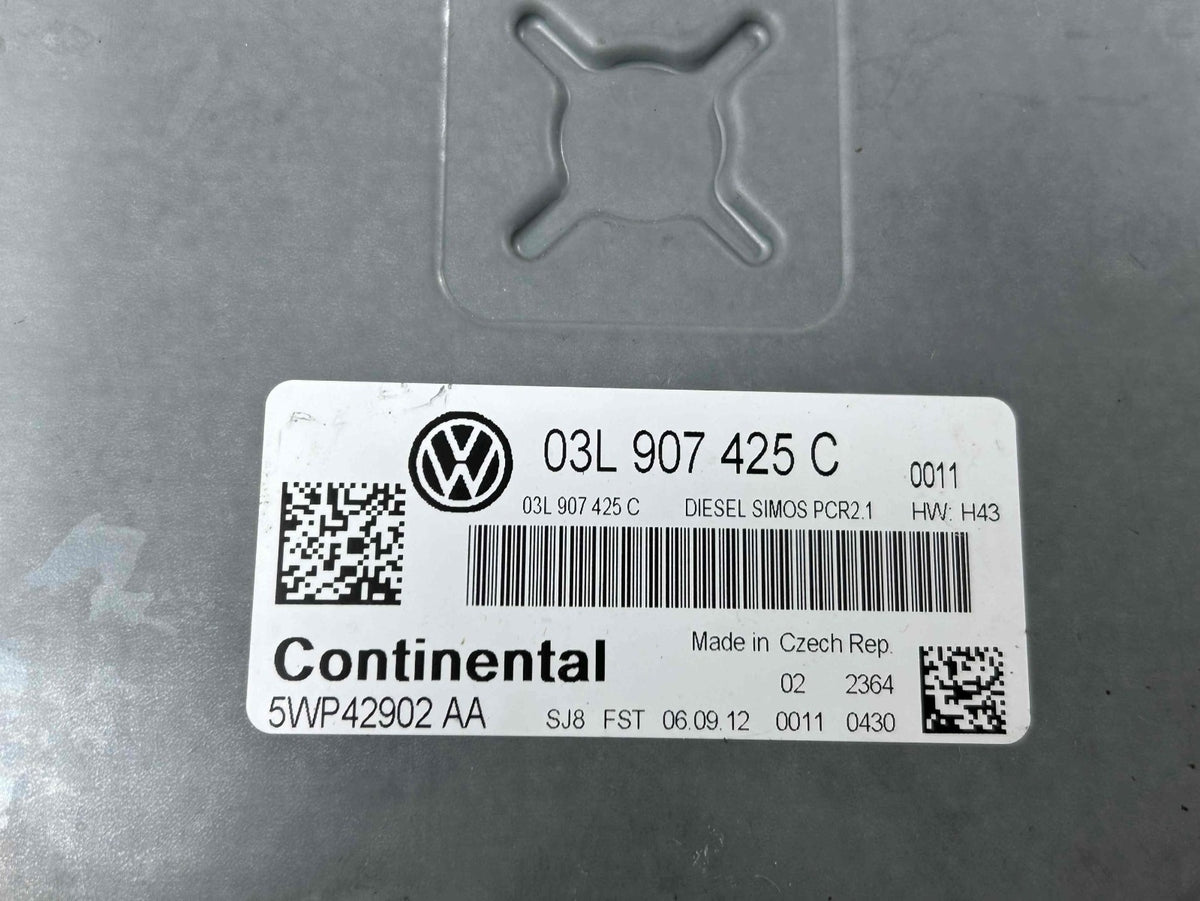 VW 03L 907 425 C 0011
03L 907 425 C DIESEL SIMOS PCR2.1 HW: H43
Made in Czech Rep.
Continental
02 2364
5WP42902 AA SJ8 FST 06.09.12 0011 0430